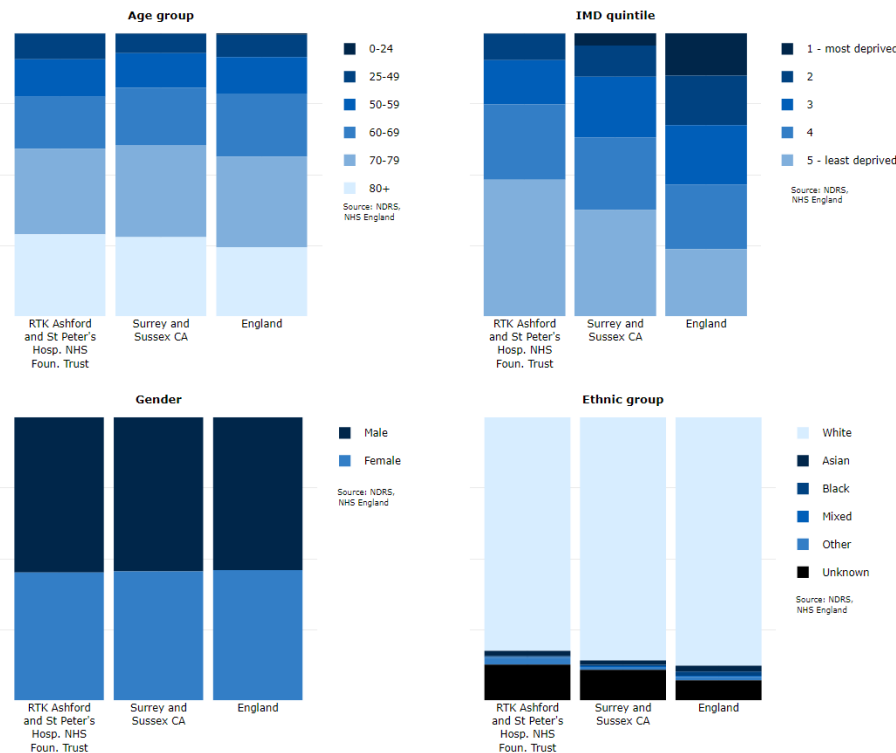 Age group
0-24
25-49
50-59
60-69
70-79
80+
Source: NDRS,
NHS England
RTK Ashford
and St Peter's
Hosp. NHS
Foun. Trust
Surrey and
Sussex CA
England
IMD quintile
1 - most deprived
2
3
4
5 - least deprived
Source: NDRS,
NHS England
RTK Ashford
and St Peter's
Hosp. NHS
Foun. Trust
Surrey and
Sussex CA
England
Gender
Male
Female
Source: NDRS,
NHS England
RTK Ashford
and St Peter's
Hosp. NHS
Foun. Trust
Surrey and
Sussex CA
England
Ethnic group
White
Asian
Black
Mixed
Other
Unknown
Source: NDRS,
NHS England
RTK Ashford
and St Peter's
Hosp. NHS
Foun. Trust
Surrey and
Sussex CA
England